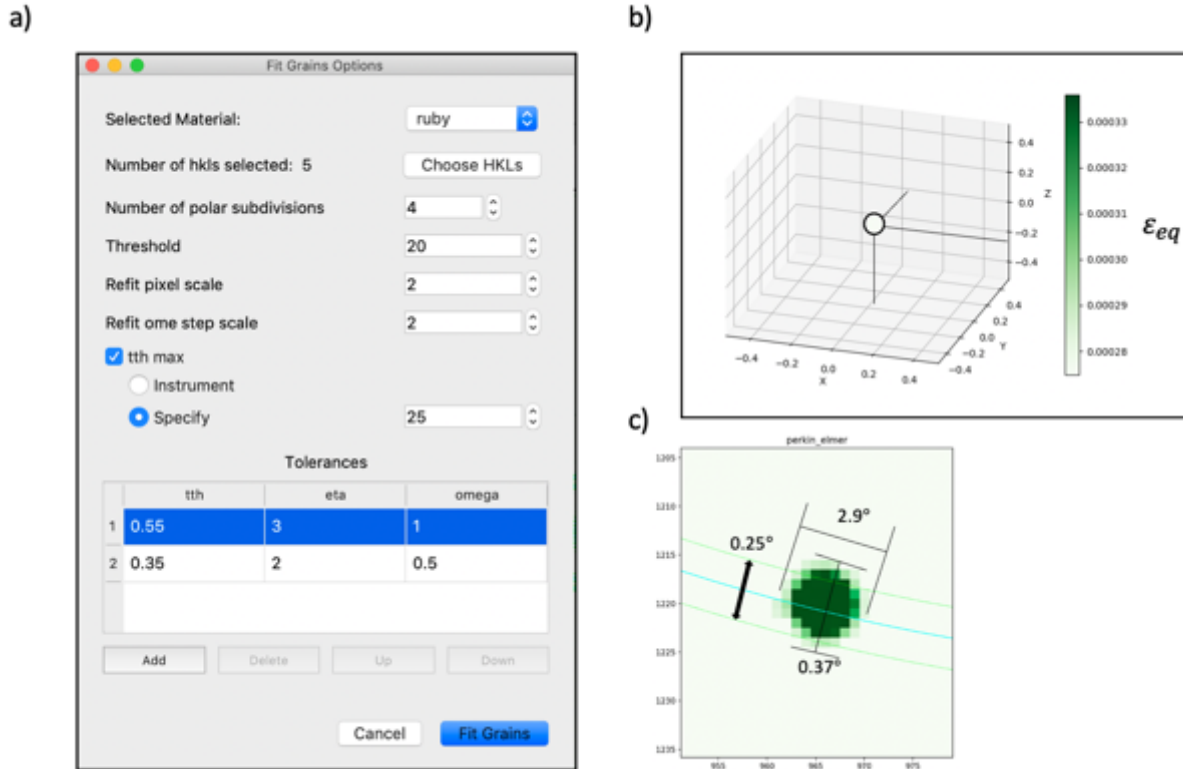 a)
Fit Grains Options
Selected Material:
ruby
Number of hkls selected: 5
Choose HKLs
Number of polar subdivisions
4
Threshold
20
Refit pixel scale
2
Refit ome step scale
2
tth max
Instrument
Specify
25
Tolerances
tth eta omega
1 0.55 3 1
2 0.35 2 0.5
Add Delete Up Down
Cancel Fit Grains
b)
0.4
0.2
0.0
-0.2
-0.4
Z
0.4
0.2
0.0
-0.2
-0.4
Y
-0.4 -0.2 0.0 0.2 0.4
X
0.00033
0.00032
0.00031
0.00030
0.00029
0.00028
εeq
c)
perkin_elmer
1205
1210
1215
1220
1225
1230
1235
2.9°
0.25°
0.37°
955 960 965 970 975